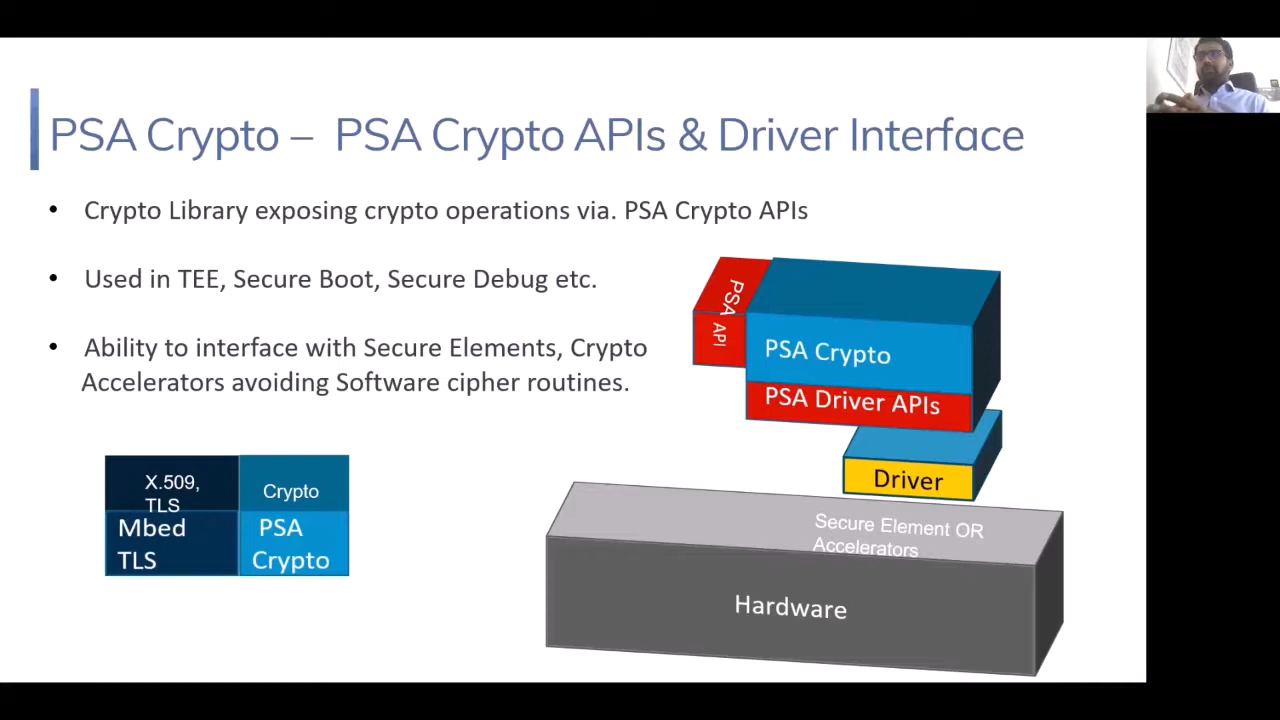 PSA Crypto – PSA Crypto APIs & Driver Interface
• Crypto Library exposing crypto operations via. PSA Crypto APIs
• Used in TEE, Secure Boot, Secure Debug etc.
• Ability to interface with Secure Elements, Crypto
Accelerators avoiding Software cipher routines.
PSA
API
PSA Crypto
PSA Driver APIs
Driver
Secure Element OR
Accelerators
Hardware
X.509,
TLS
Crypto
Mbed
TLS
PSA
Crypto